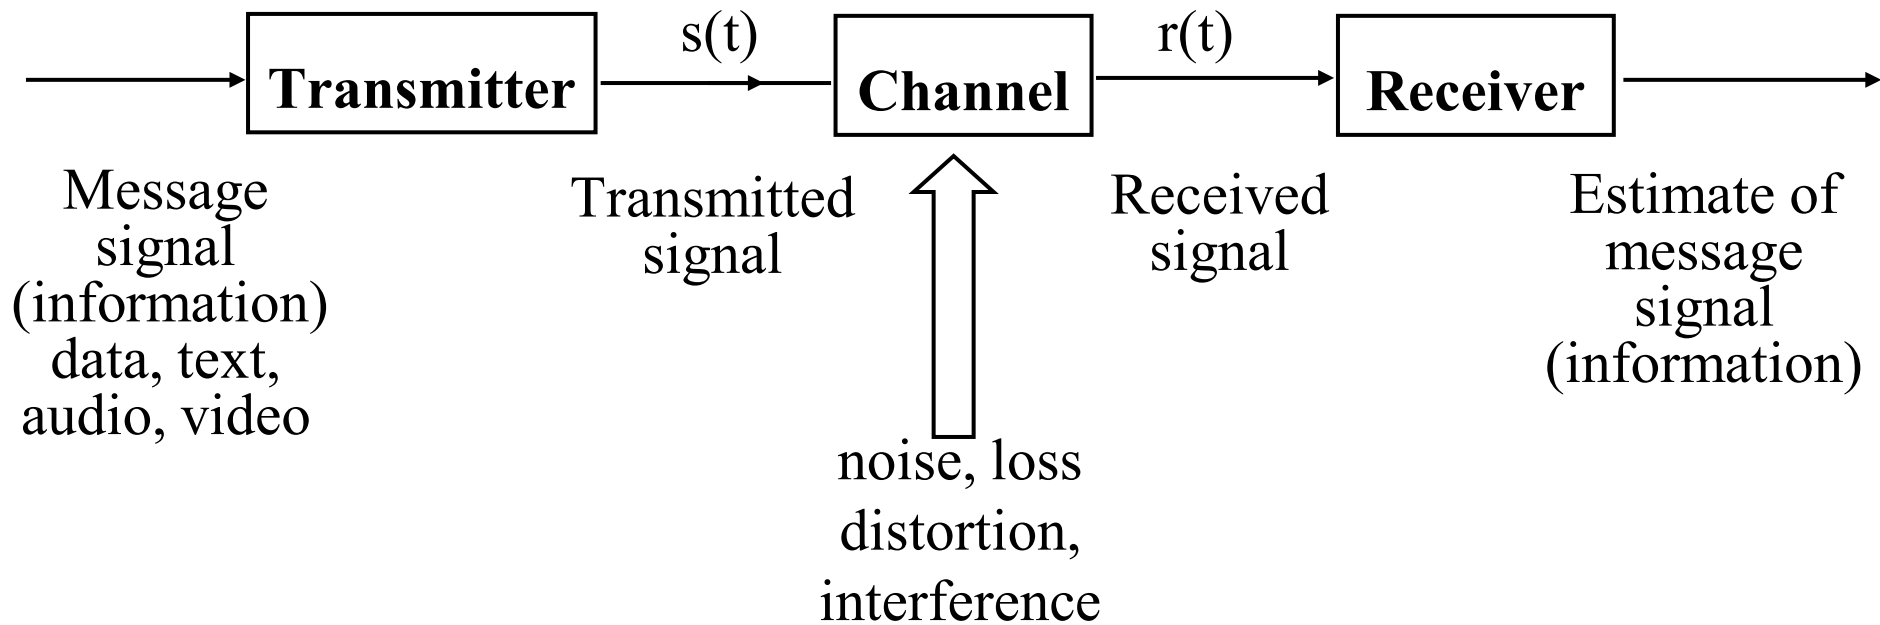 s(t)
r(t)
Transmitter
Channel
Receiver
Message
signal
(information)
data, text,
audio, video
Transmitted
signal
Received
signal
Estimate of
message
signal
(information)
noise, loss
distortion,
interference